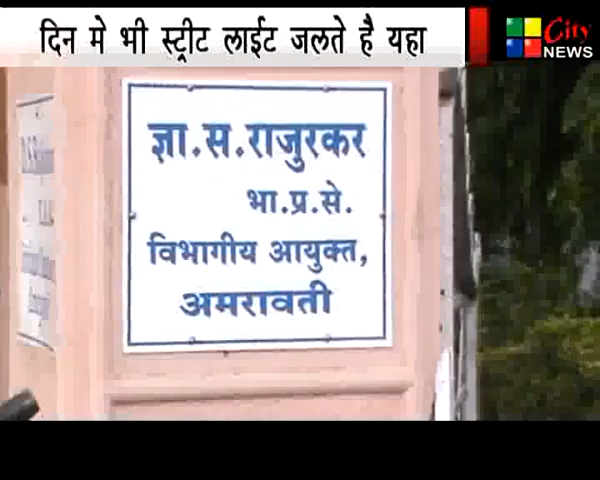 दिन मे भी स्ट्रीट लाईट जलते है यहा
City
NEWS
ज्ञा.स.राजुरकर
भा.प्र.से.
विभागीय आयुक्त,
अमरावती